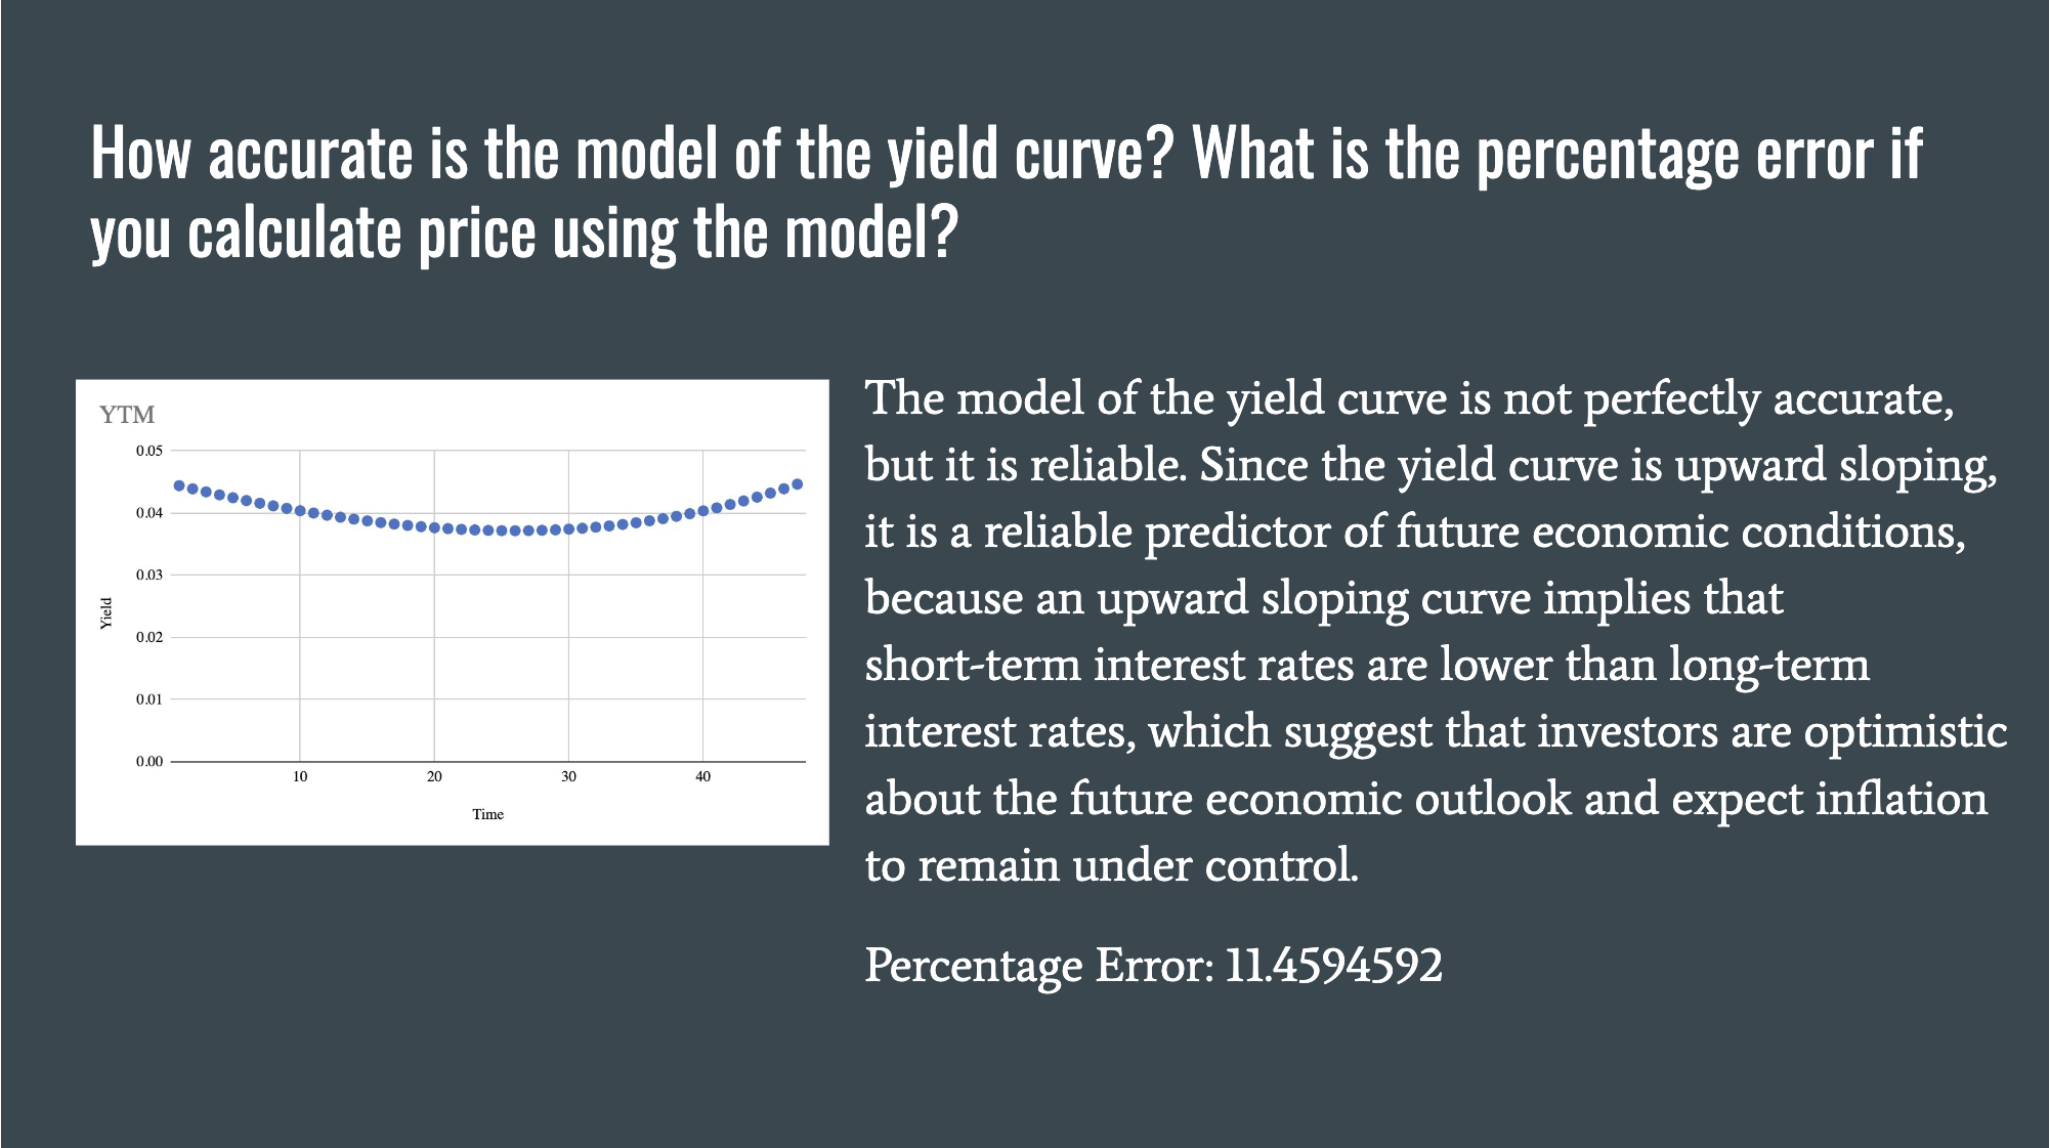 How accurate is the model of the yield curve? What is the percentage error if
you calculate price using the model?
YTM
0.05
0.04
0.03
0.02
0.01
0.00
Yield
10 20 30 40
Time
The model of the yield curve is not perfectly accurate,
but it is reliable. Since the yield curve is upward sloping,
it is a reliable predictor of future economic conditions,
because an upward sloping curve implies that
short-term interest rates are lower than long-term
interest rates, which suggest that investors are optimistic
about the future economic outlook and expect inflation
to remain under control.
Percentage Error: 11.4594592